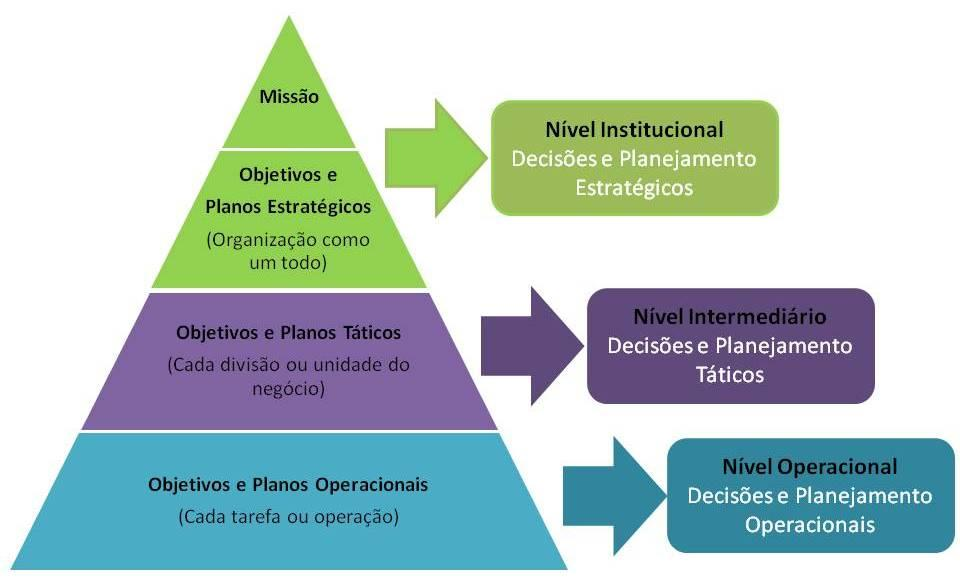 Missão
Objetivos e
Planos Estratégicos
(Organização como
um todo)
Nível Institucional
Decisões e Planejamento
Estratégicos
Objetivos e Planos Táticos
(Cada divisão ou unidade do
negócio)
Nível Intermediário
Decisões e Planejamento
Táticos
Objetivos e Planos Operacionais
(Cada tarefa ou operação)
Nível Operacional
Decisões e Planejamento
Operacionais